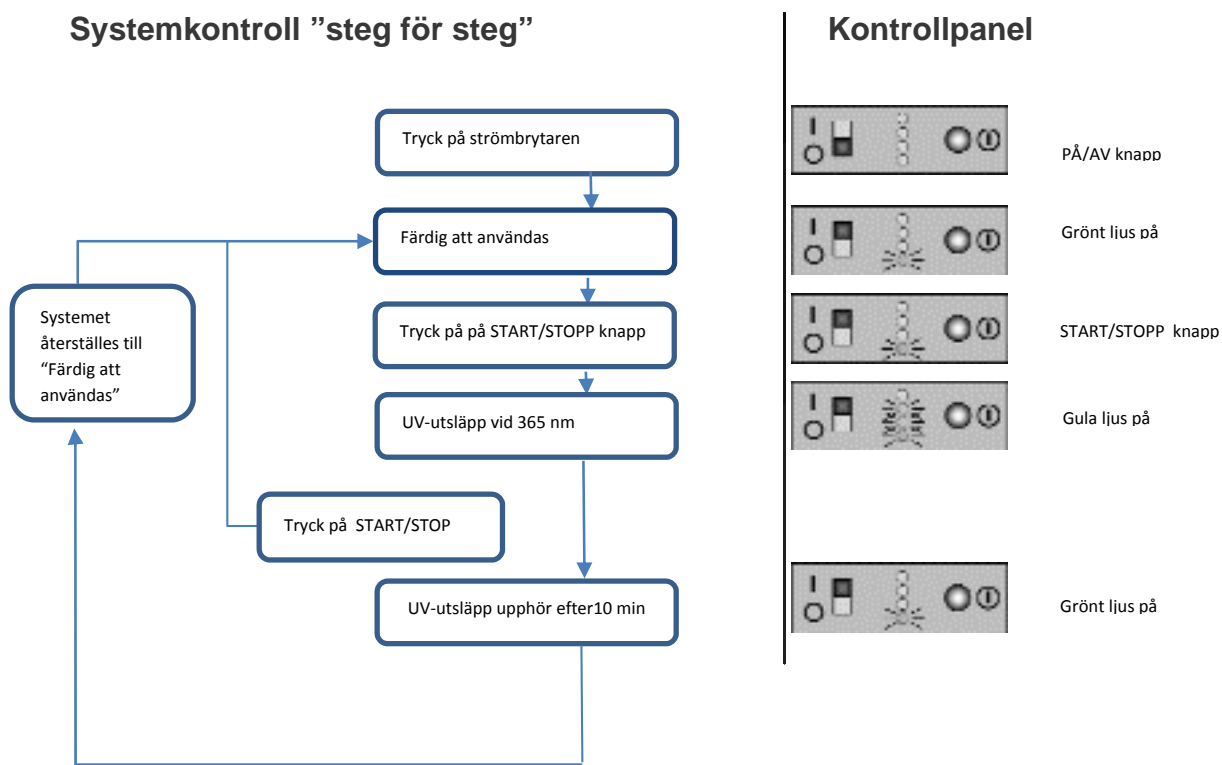 Systemkontroll ”steg för steg”
Kontrollpanel
Tryck på strömbrytaren
PÅ/AV knapp
Färdig att användas
Grönt ljus på
Systemet
återställes till
“Färdig att
användas”
Tryck på på START/STOPP knapp
START/STOPP knapp
UV-utsläpp vid 365 nm
Gula ljus på
Tryck på START/STOP
UV-utsläpp upphör efter10 min
Grönt ljus på